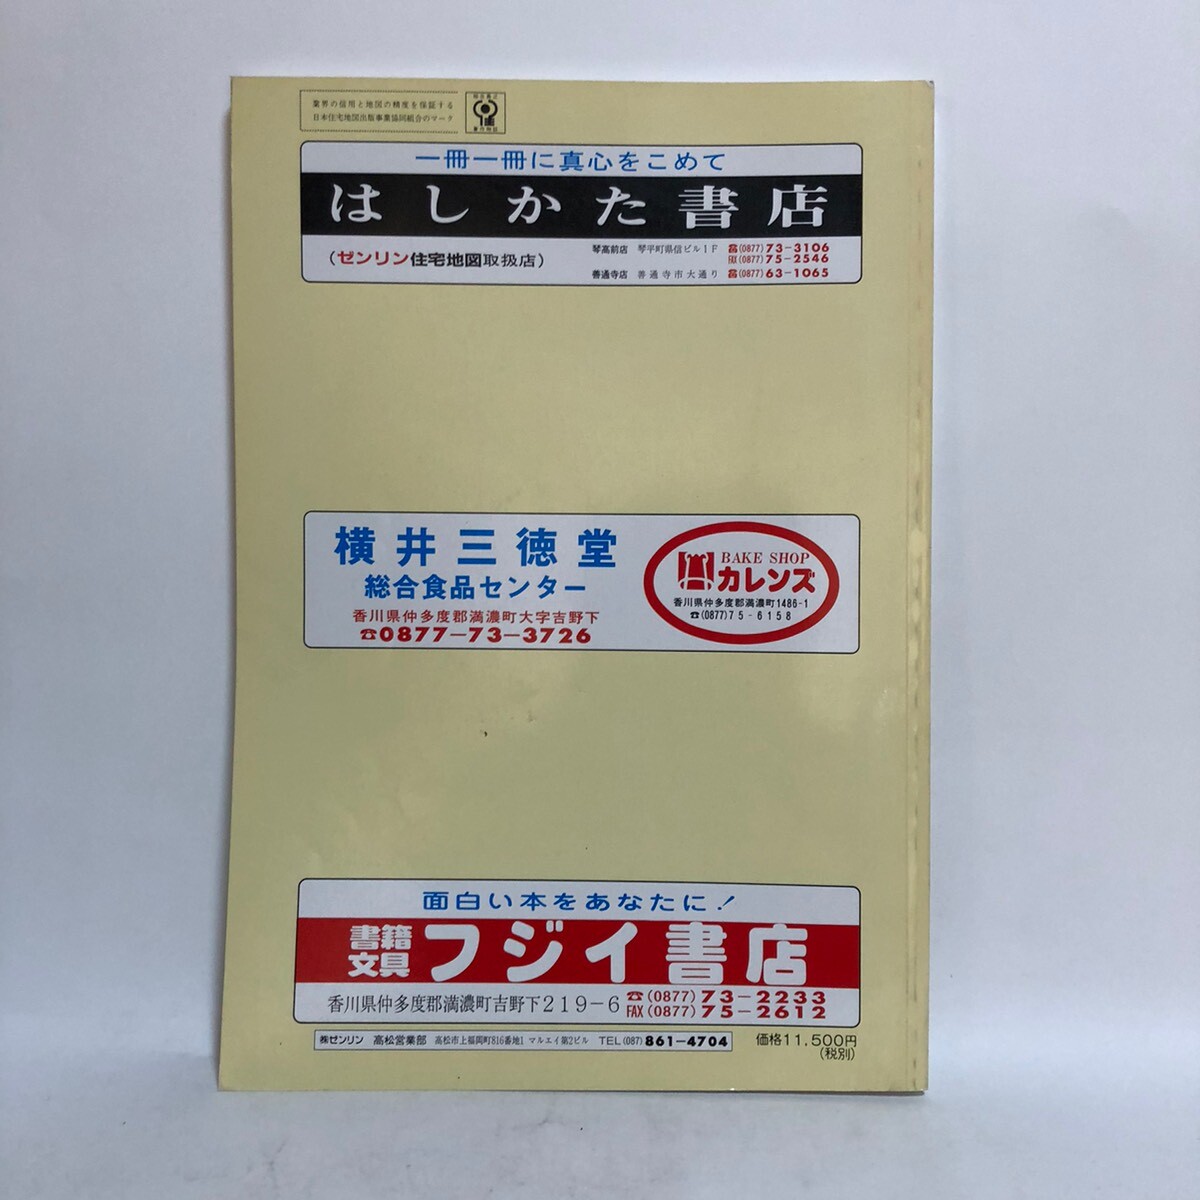 業界の信用と地図の精度を保証する
日本住宅地図出版事業協同組合のマーク
一冊一冊に真心をこめて
はしかた書店
(ゼンリン住宅地図取扱店)
琴高前店 琴平町県信ビル1F ☎(0877)73-3106
FAX(0877)75-2546
善通寺店 善通寺市大通り ☎(0877)63-1065
横井三徳堂
総合食品センター
香川県仲多度郡満濃町大字吉野下
☎0877-73-3726
BAKE SHOP
カレンズ
香川県仲多度郡満濃町1486-1
☎(0877)75-6158
面白い本をあなたに!
書籍
文具
フジイ書店
香川県仲多度郡満濃町吉野下219-6
☎(0877)73-2233
FAX(0877)75-2612
㈱ゼンリン 高松営業部 高松市上福岡町816番地1 マルエイ第2ビル TEL(087)861-4704
価格11,500円
(税別)